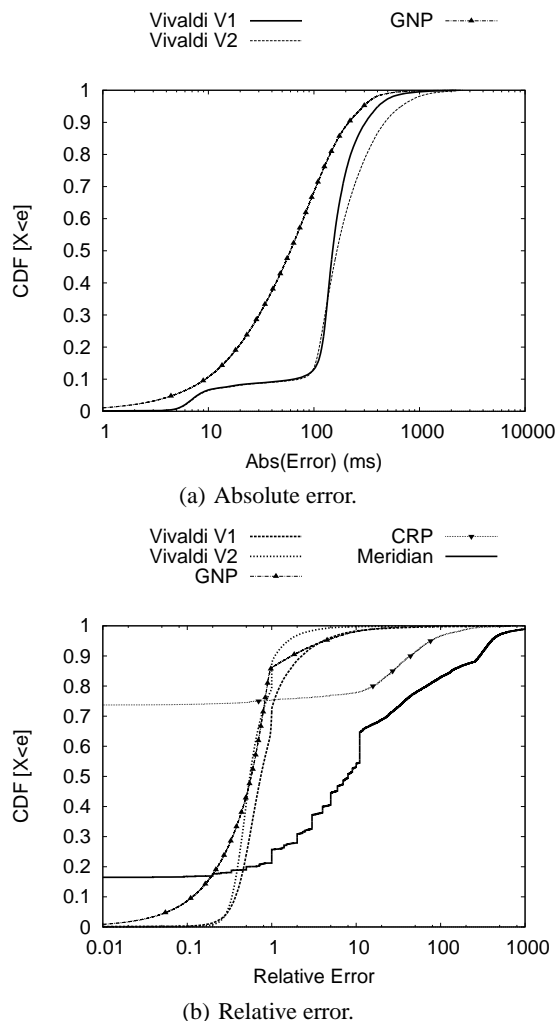 Vivaldi V1
Vivaldi V2
GNP
1
0.9
0.8
0.7
0.6
0.5
0.4
0.3
0.2
0.1
0
CDF [X<e]
1 10 100 1000 10000
Abs(Error) (ms)
(a) Absolute error.
Vivaldi V1
Vivaldi V2
GNP
CRP
Meridian
1
0.9
0.8
0.7
0.6
0.5
0.4
0.3
0.2
0.1
0
CDF [X<e]
0.01 0.1 1 10 100 1000
Relative Error
(b) Relative error.